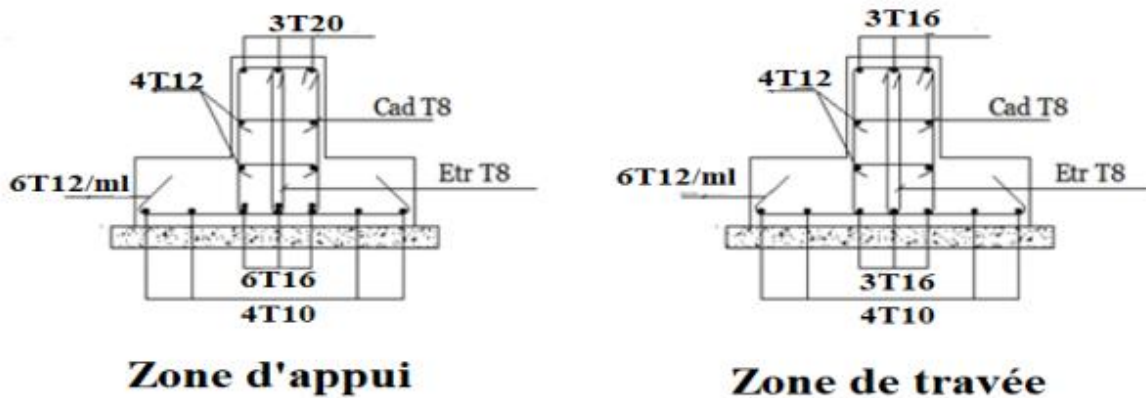 3T20
4T12
Cad T8
6T12/ml
Etr T8
6T16
4T10
Zone d'appui
3T16
4T12
Cad T8
6T12/ml
Etr T8
3T16
4T10
Zone de travée